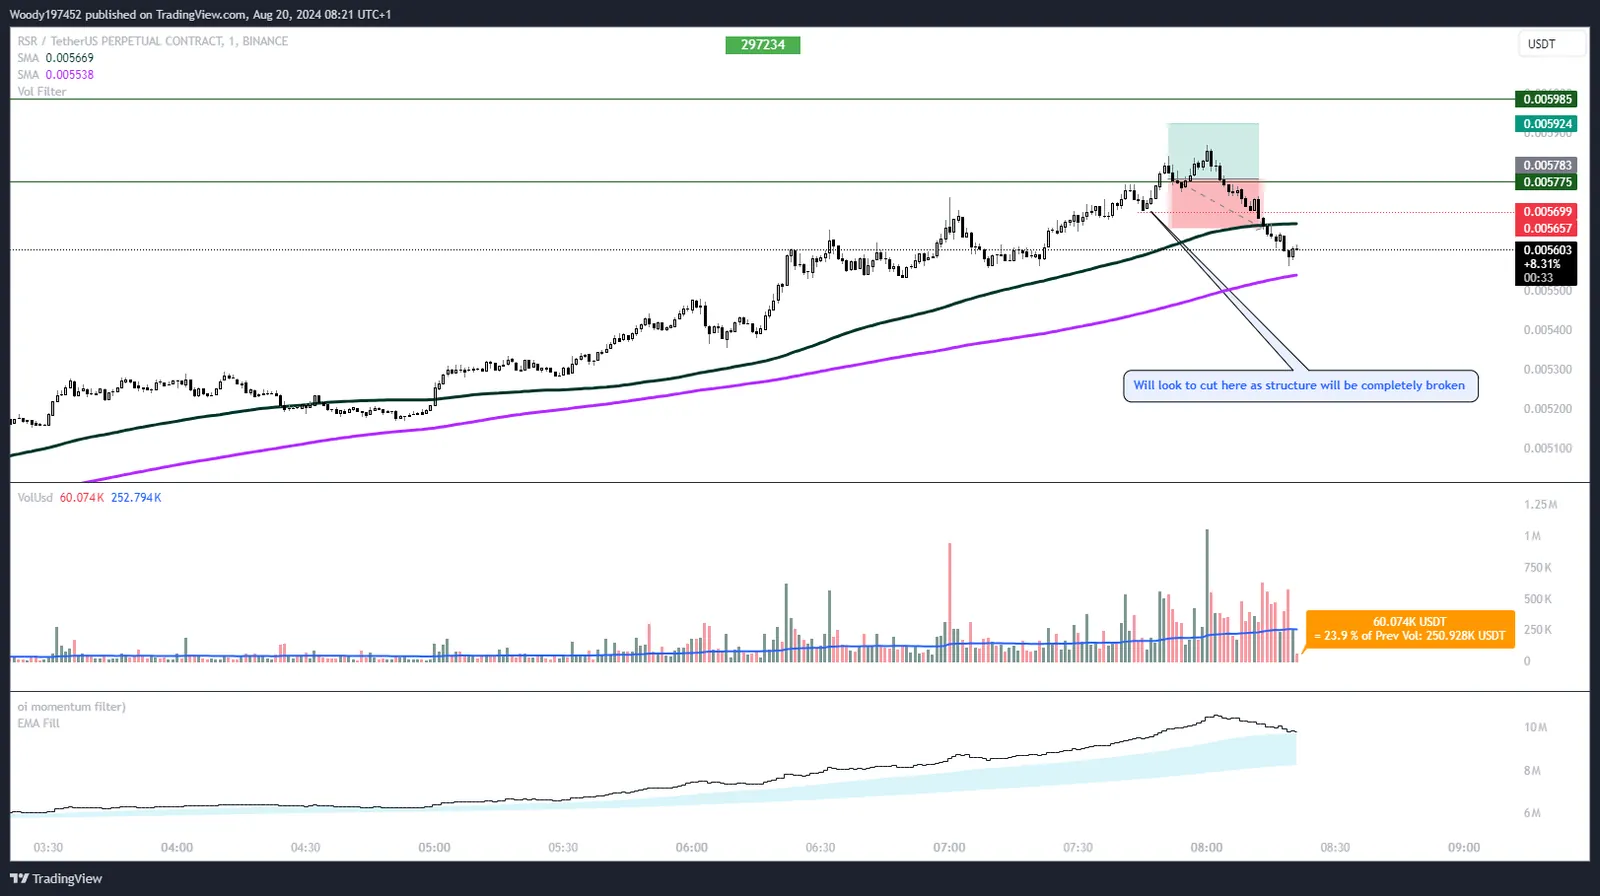 Woody197452 published on TradingView.com, Aug 20, 2024 08:21 UTC+1
RSR / TetherUS PERPETUAL CONTRACT, 1, BINANCE
SMA 0.005669
SMA 0.005538
Vol Filter
297234
USDT
0.005985
0.005924
0.005783
0.005775
0.005699
0.005657
0.005603
+8.31%
00:33
0.005500
0.005400
0.005300
0.005200
0.005100
Will look to cut here as structure will be completely broken
VolUsd 60.074K 252.794K
1.25M
1M
750K
500K
250K
0
60.074K USDT
= 23.9 % of Prev Vol: 250.928K USDT
oi momentum filter)
EMA Fill
10M
8M
6M
03:30 04:00 04:30 05:00 05:30 06:00 06:30 07:00 07:30 08:00 08:30 09:00
TradingView